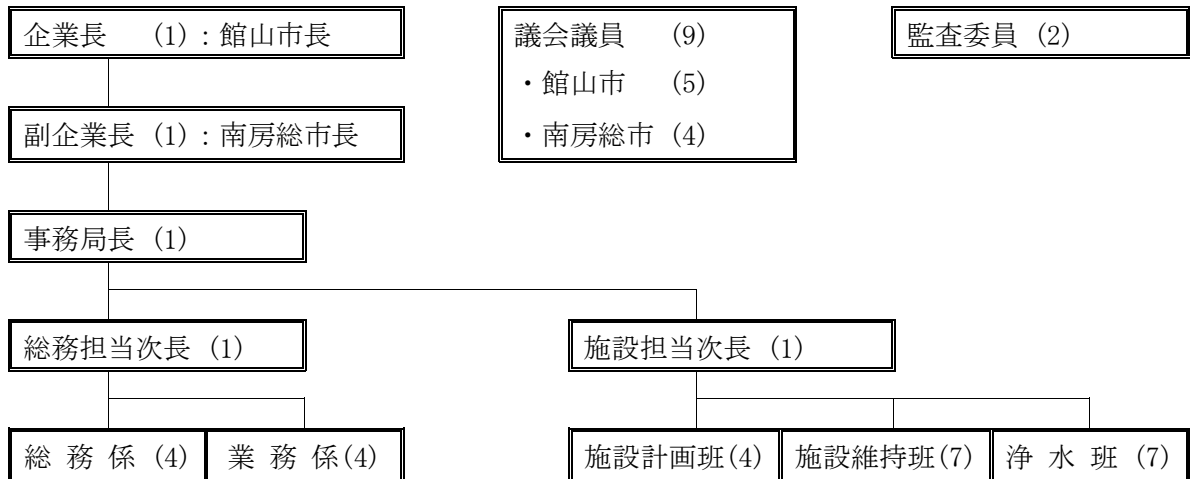 企業長 (1)：館山市長
議会議員 (9)
・館山市 (5)
・南房総市 (4)
監査委員 (2)
副企業長 (1)：南房総市長
事務局長 (1)
総務担当次長 (1)
施設担当次長 (1)
総 務 係 (4)
業 務 係(4)
施設計画班(4)
施設維持班(7)
浄 水 班 (7)